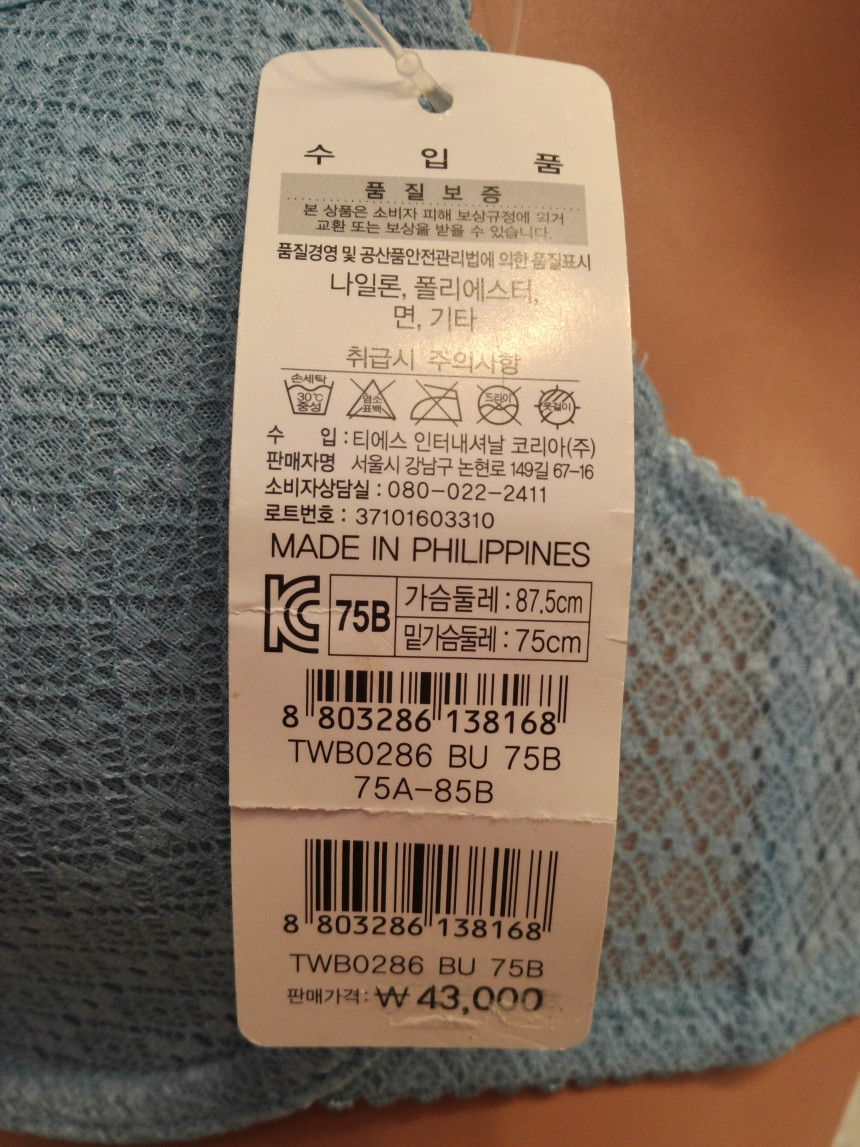 수 입 품
품 질 보 증
본 상품은 소비자 피해 보상규정에 의거
교환 또는 보상을 받을 수 있습니다.
품질경영 및 공산품안전관리법에 의한 품질표시
나일론, 폴리에스터,
면, 기타
취급시 주의사항
손세탁
30℃ 염소 드라이 옷걸이
중성 표백
수 입 : 티에스 인터내셔날 코리아(주)
판매자명 서울시 강남구 논현로 149길 67-16
소비자상담실 : 080-022-2411
로트번호 : 37101603310
MADE IN PHILIPPINES
KC 75B 가슴둘레 : 87.5cm
밑가슴둘레 : 75cm
8 803286 138168
TWB0286 BU 75B
75A-85B
8 803286 138168
TWB0286 BU 75B
판매가격: ₩ 43,000